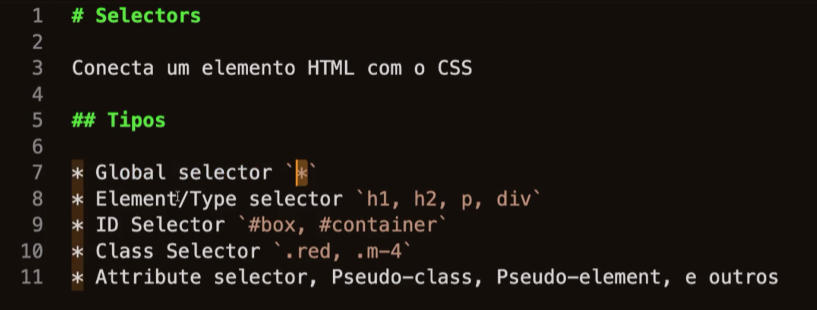 1 # Selectors
2
3 Conecta um elemento HTML com o CSS
4
5 ## Tipos
6
7 * Global selector `*`
8 * Element/Type selector `h1, h2, p, div`
9 * ID Selector `#box, #container`
10 * Class Selector `.red, .m-4`
11 * Attribute selector, Pseudo-class, Pseudo-element, e outros